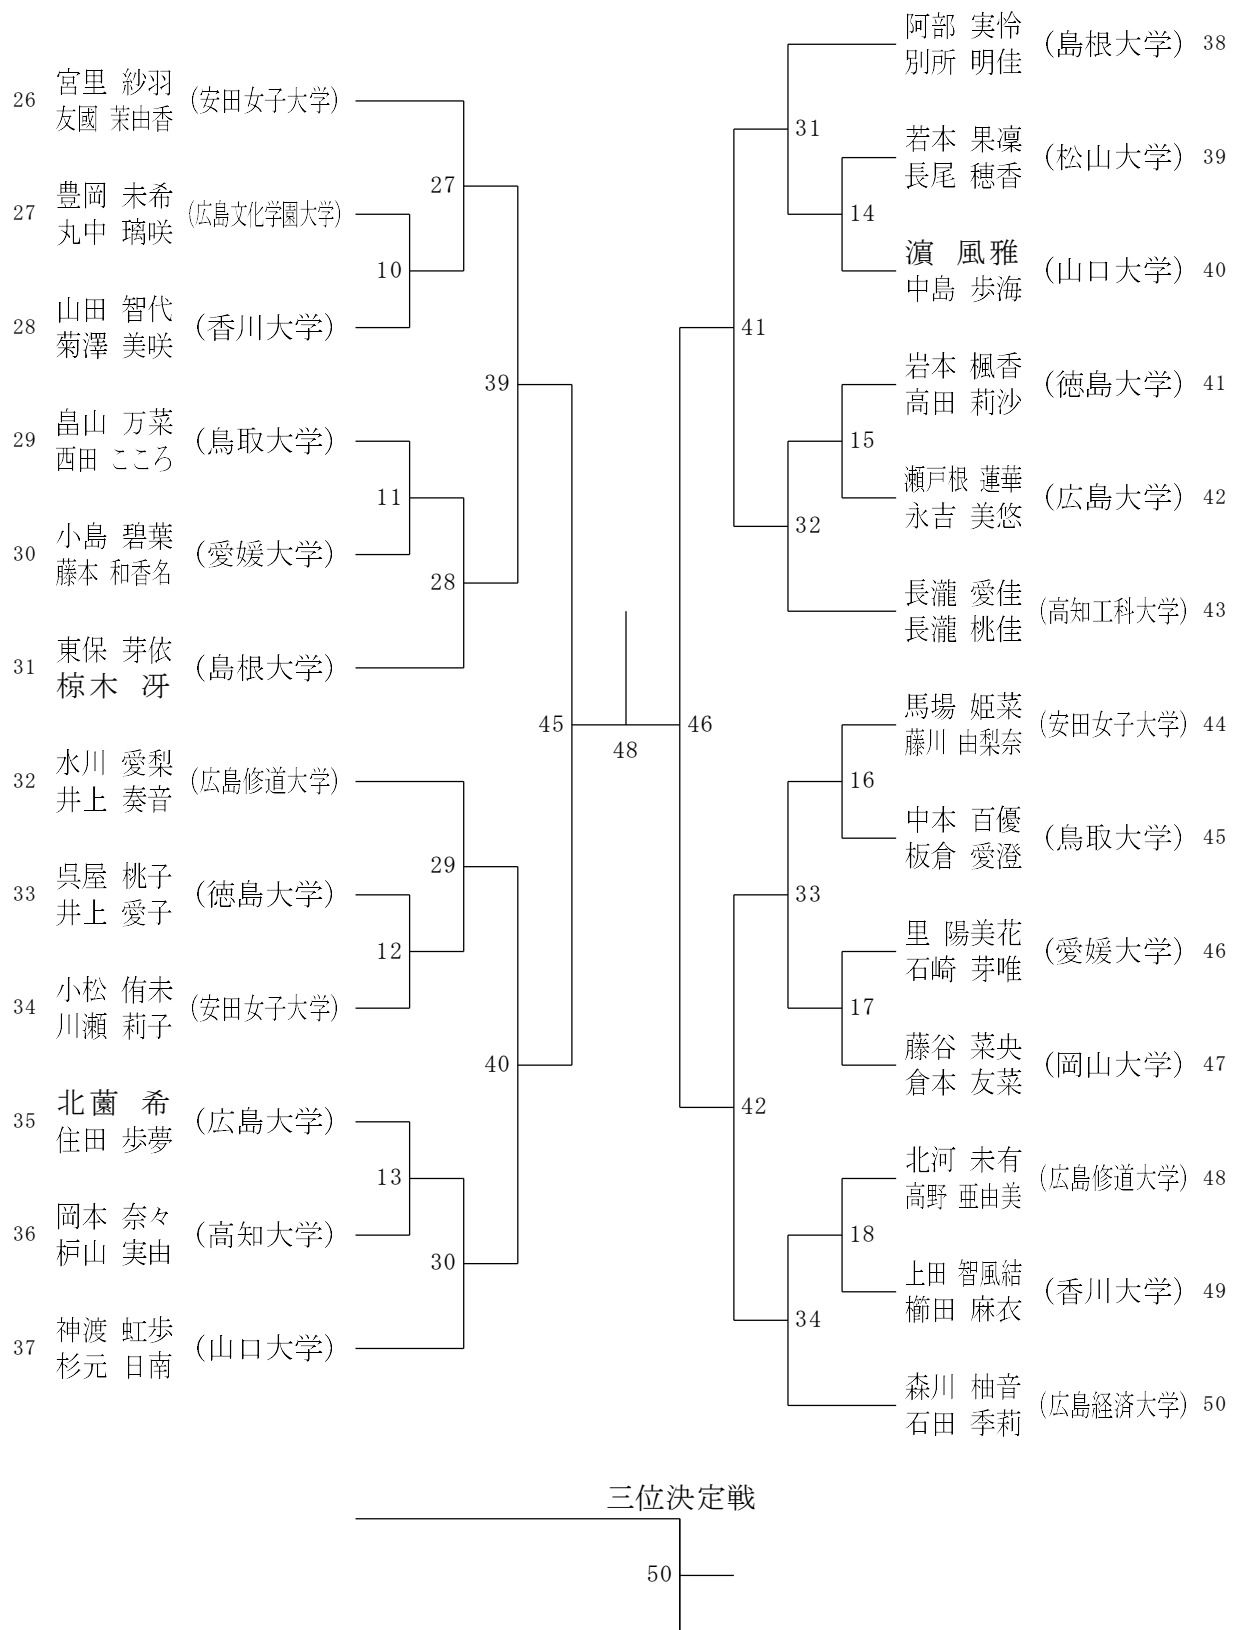 26 宮里 紗羽 (安田女子大学)
友國 茉由香
27 豊岡 未希 (広島文化学園大学)
丸中 璃咲
28 山田 智代 (香川大学)
菊澤 美咲
29 畠山 万菜 (鳥取大学)
西田 こころ
30 小島 碧葉 (愛媛大学)
藤本 和香名
31 東保 芽依 (島根大学)
椋木 冴
32 水川 愛梨 (広島修道大学)
井上 奏音
33 呉屋 桃子 (徳島大学)
井上 愛子
34 小松 侑未 (安田女子大学)
川瀬 莉子
35 北薗 希 (広島大学)
住田 歩夢
36 岡本 奈々 (高知大学)
枦山 実由
37 神渡 虹歩 (山口大学)
杉元 日南
27
10
39
11
28
45
29
12
40
13
30
48
46
31
14
41
15
32
16
33
17
42
18
34
阿部 実怜 (島根大学) 38
別所 明佳
若本 果凜 (松山大学) 39
長尾 穂香
濵 風雅 (山口大学) 40
中島 歩海
岩本 楓香 (徳島大学) 41
高田 莉沙
瀬戸根 蓮華 (広島大学) 42
永吉 美悠
長瀧 愛佳 (高知工科大学) 43
長瀧 桃佳
馬場 姫菜 (安田女子大学) 44
藤川 由梨奈
中本 百優 (鳥取大学) 45
板倉 愛澄
里 陽美花 (愛媛大学) 46
石崎 芽唯
藤谷 菜央 (岡山大学) 47
倉本 友菜
北河 未有 (広島修道大学) 48
高野 亜由美
上田 智風結 (香川大学) 49
櫛田 麻衣
森川 柚音 (広島経済大学) 50
石田 季莉
三位決定戦
50